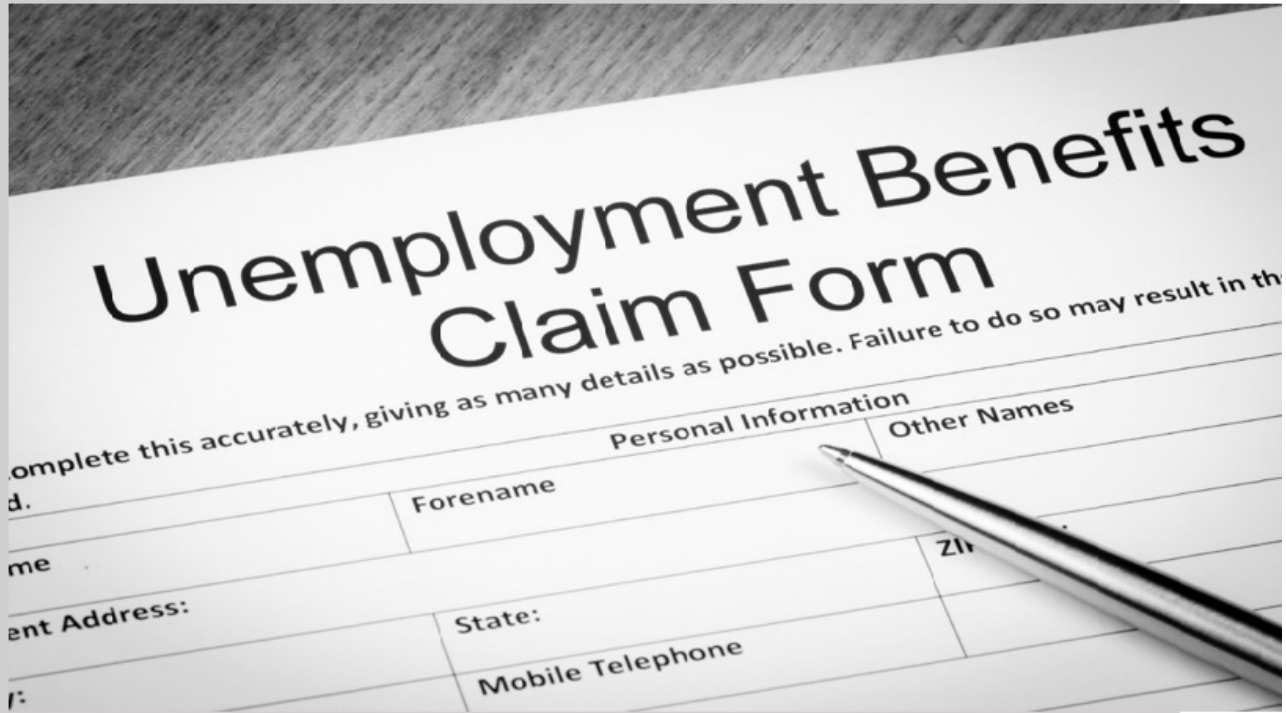 Unemployment Benefits
Claim Form
omplete this accurately, giving as many details as possible. Failure to do so may result in the
d.
Personal Information
me
Forename
Other Names
ent Address:
State:
y:
Mobile Telephone